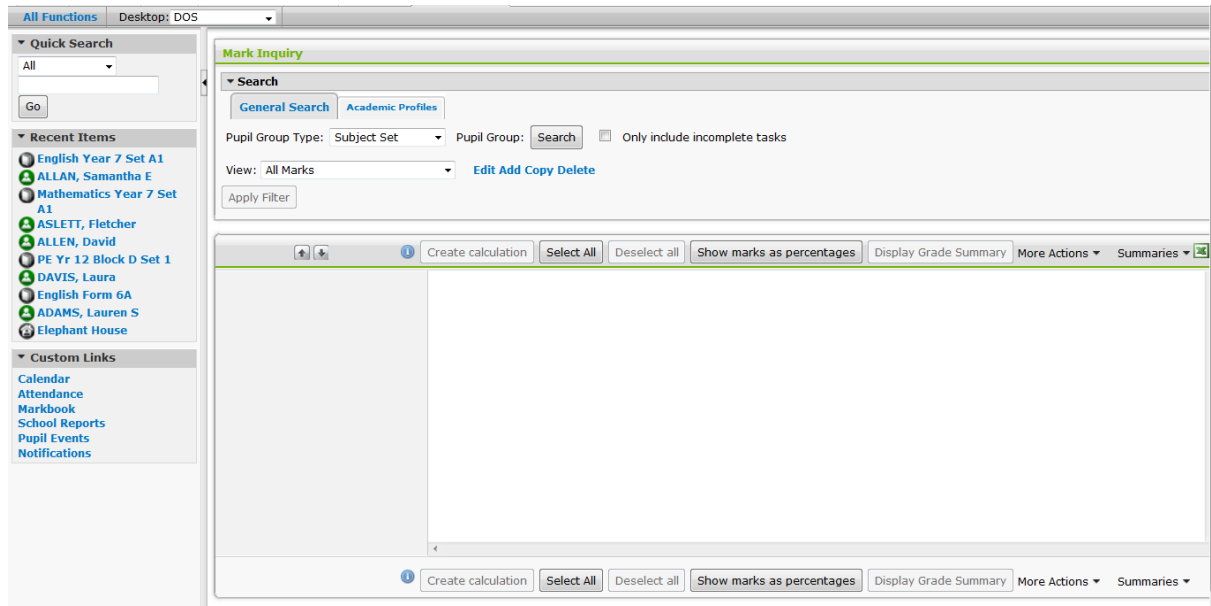 All Functions Desktop: DOS
Quick Search
All
Go
Recent Items
English Year 7 Set A1
ALLAN, Samantha E
Mathematics Year 7 Set
A1
ASLETT, Fletcher
ALLEN, David
PE Yr 12 Block D Set 1
DAVIS, Laura
English Form 6A
ADAMS, Lauren S
Elephant House
Custom Links
Calendar
Attendance
Markbook
School Reports
Pupil Events
Notifications
Mark Inquiry
Search
General Search Academic Profiles
Pupil Group Type: Subject Set Pupil Group: Search Only include incomplete tasks
View: All Marks Edit Add Copy Delete
Apply Filter
Create calculation Select All Deselect all Show marks as percentages Display Grade Summary More Actions Summaries
Create calculation Select All Deselect all Show marks as percentages Display Grade Summary More Actions Summaries